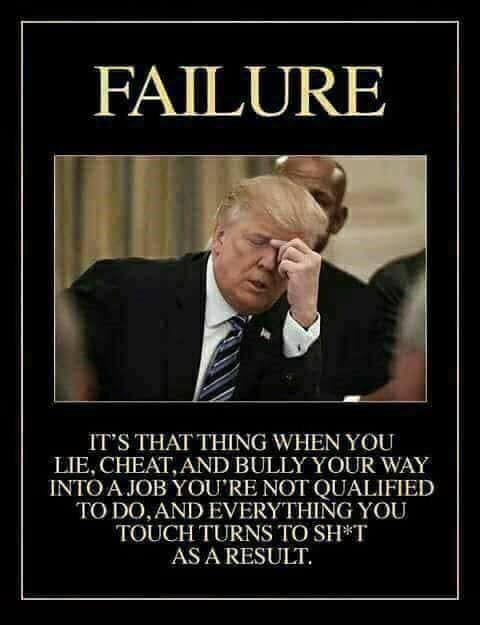 FAILURE
IT'S THAT THING WHEN YOU
LIE, CHEAT, AND BULLY YOUR WAY
INTO A JOB YOU'RE NOT QUALIFIED
TO DO, AND EVERYTHING YOU
TOUCH TURNS TO SH*T
AS A RESULT.